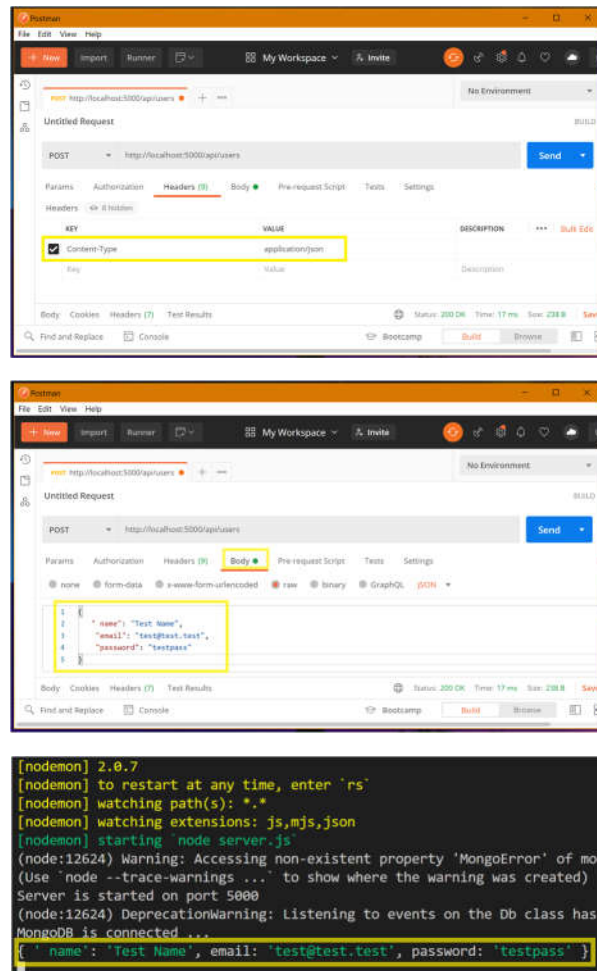 Postman
File Edit View Help
+ New Import Runner My Workspace Invite
POST http://localhost:5000/api/users + ••• No Environment
Untitled Request BUILD
POST http://localhost:5000/api/users Send
Params Authorization Headers (9) Body Pre-request Script Tests Settings
Headers 8 hidden
KEY VALUE DESCRIPTION ••• Bulk Edit
Content-Type application/json
Key Value Description
Body Cookies Headers (7) Test Results Status: 200 OK Time: 17 ms Size: 238 B Sav
Find and Replace Console Bootcamp Build Browse
Postman
File Edit View Help
+ New Import Runner My Workspace Invite
POST http://localhost:5000/api/users + ••• No Environment
Untitled Request BUILD
POST http://localhost:5000/api/users Send
Params Authorization Headers (9) Body Pre-request Script Tests Settings
none form-data x-www-form-urlencoded raw binary GraphQL JSON
1 {
2 " name": "Test Name",
3 "email": "test@test.test",
4 "password": "testpass"
5 }
Body Cookies Headers (7) Test Results Status: 200 OK Time: 17 ms Size: 238 B Sav
Find and Replace Console Bootcamp Build Browse
[nodemon] 2.0.7
[nodemon] to restart at any time, enter `rs`
[nodemon] watching path(s): *.*
[nodemon] watching extensions: js,mjs,json
[nodemon] starting `node server.js`
(node:12624) Warning: Accessing non-existent property 'MongoError' of mo
(Use `node --trace-warnings ...` to show where the warning was created)
Server is started on port 5000
(node:12624) DeprecationWarning: Listening to events on the Db class has
MongoDB is connected ...
{ ' name': 'Test Name', email: 'test@test.test', password: 'testpass' }